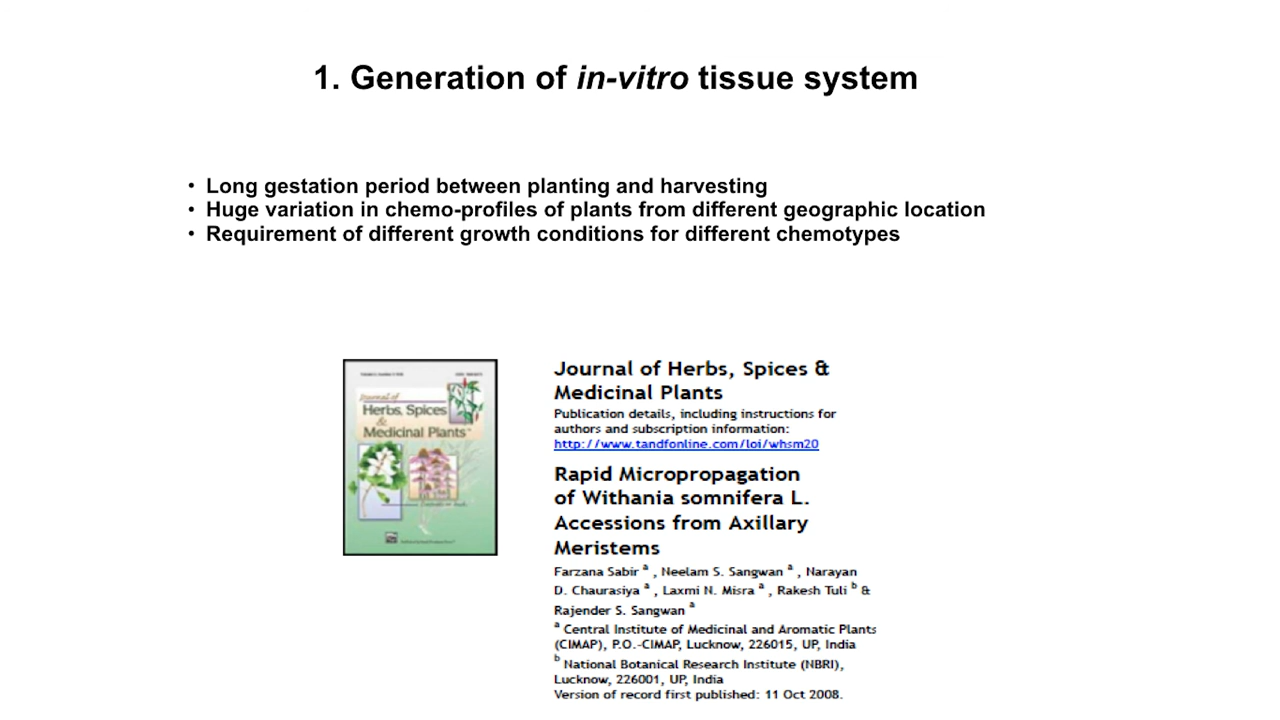 1. Generation of in-vitro tissue system
• Long gestation period between planting and harvesting
• Huge variation in chemo-profiles of plants from different geographic location
• Requirement of different growth conditions for different chemotypes
Journal of
Herbs, Spices
&
Medicinal Plants
Journal of Herbs, Spices &
Medicinal Plants
Publication details, including instructions for
authors and subscription information:
http://www.tandfonline.com/loi/whsm20
Rapid Micropropagation
of Withania somnifera L.
Accessions from Axillary
Meristems
Farzana Sabir a , Neelam S. Sangwan a , Narayan
D. Chaurasiya a , Laxmi N. Misra a , Rakesh Tuli b &
Rajender S. Sangwan a
a Central Institute of Medicinal and Aromatic Plants
(CIMAP), P.O.-CIMAP, Lucknow, 226015, UP, India
b National Botanical Research Institute (NBRI),
Lucknow, 226001, UP, India
Version of record first published: 11 Oct 2008.